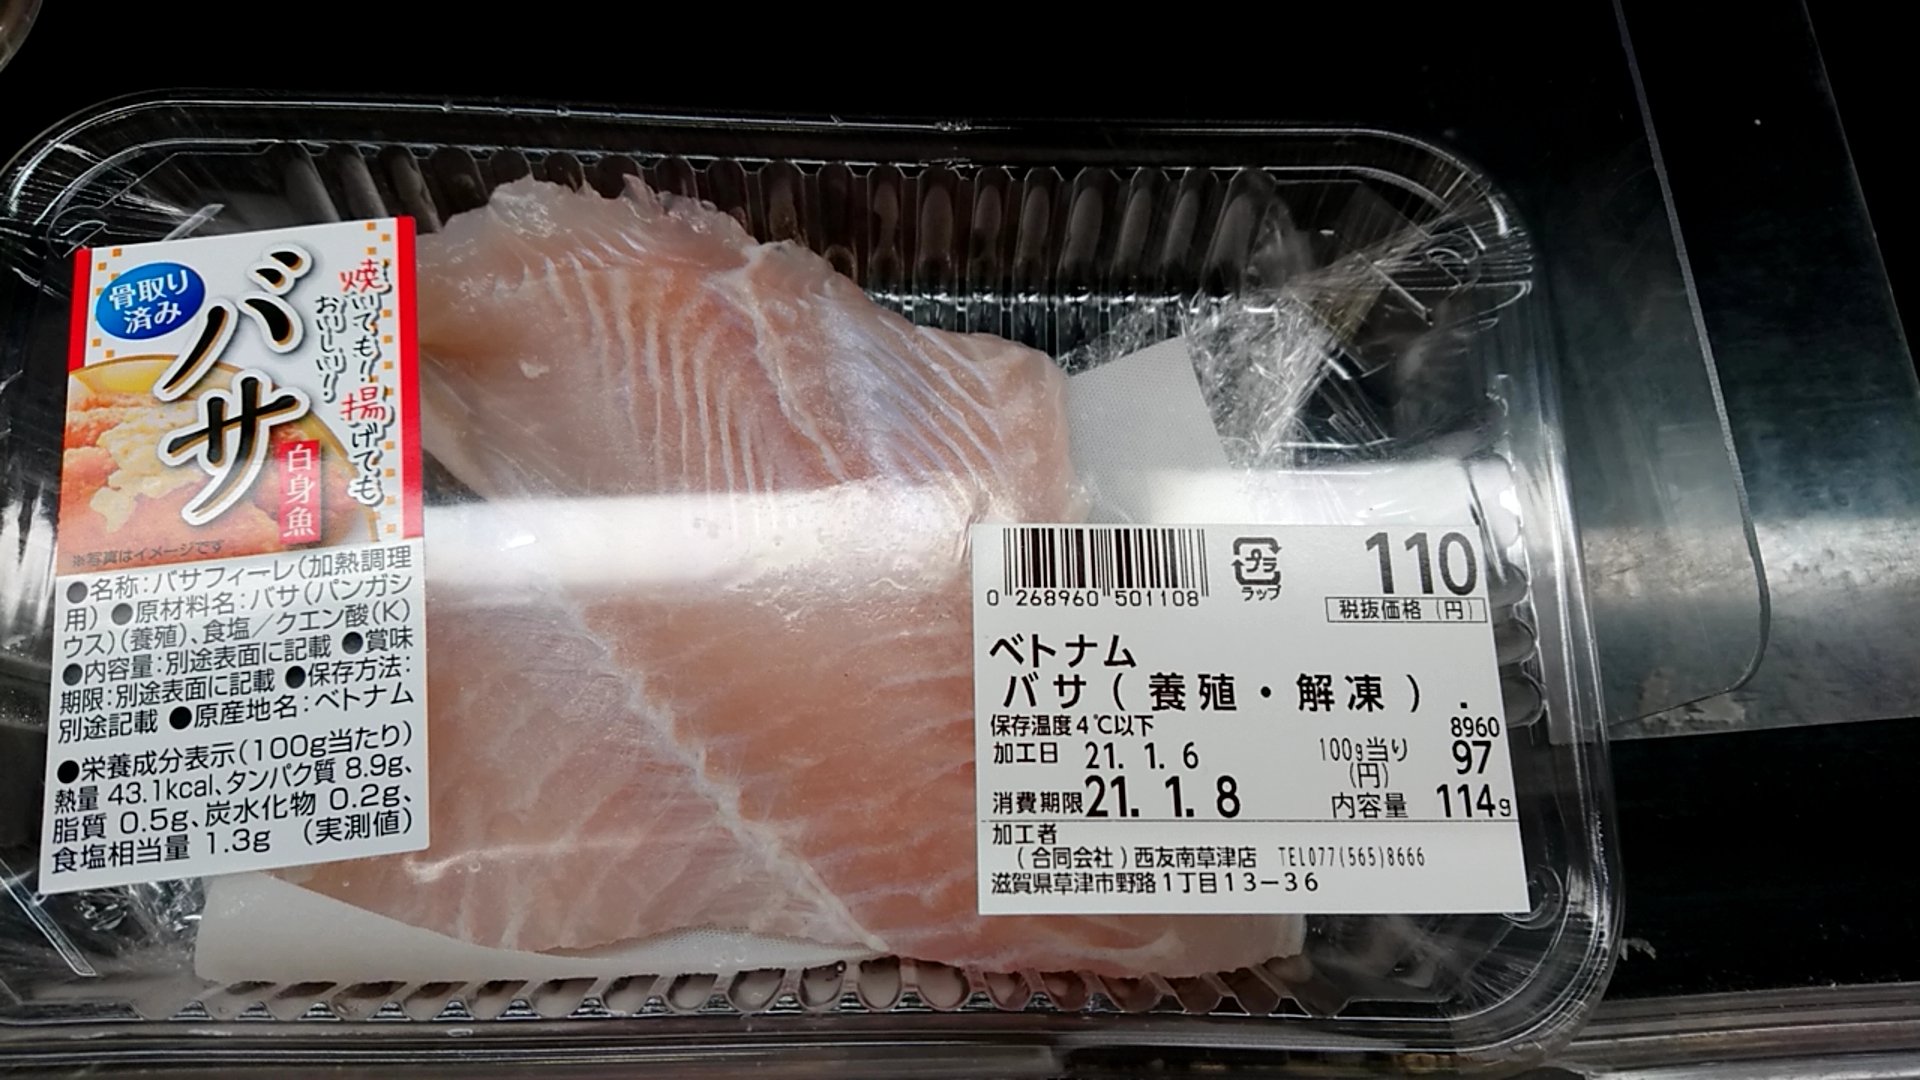 骨取り
済み
バサ
白身魚
焼いても！揚げても
おいしい！
※写真はイメージです
●名称：バサフィーレ（加熱調理
用）●原材料名：バサ（パンガシ
ウス）（養殖）、食塩／クエン酸（K）
●内容量：別途表面に記載 ●賞味
期限：別途表面に記載 ●保存方法：
別途記載 ●原産地名：ベトナム
●栄養成分表示（100g当たり）
熱量 43.1kcal、タンパク質 8.9g、
脂質 0.5g、炭水化物 0.2g、
食塩相当量 1.3g （実測値）
0 268960 501108
プラ
ラップ
110
税抜価格（円）
ベトナム
バサ（養殖・解凍）.
保存温度4℃以下 8960
加工日 21. 1. 6 100g当り 97
(円)
消費期限 21. 1. 8 内容量 114g
加工者
（合同会社）西友南草津店 TEL077(565)8666
滋賀県草津市野路1丁目13－36